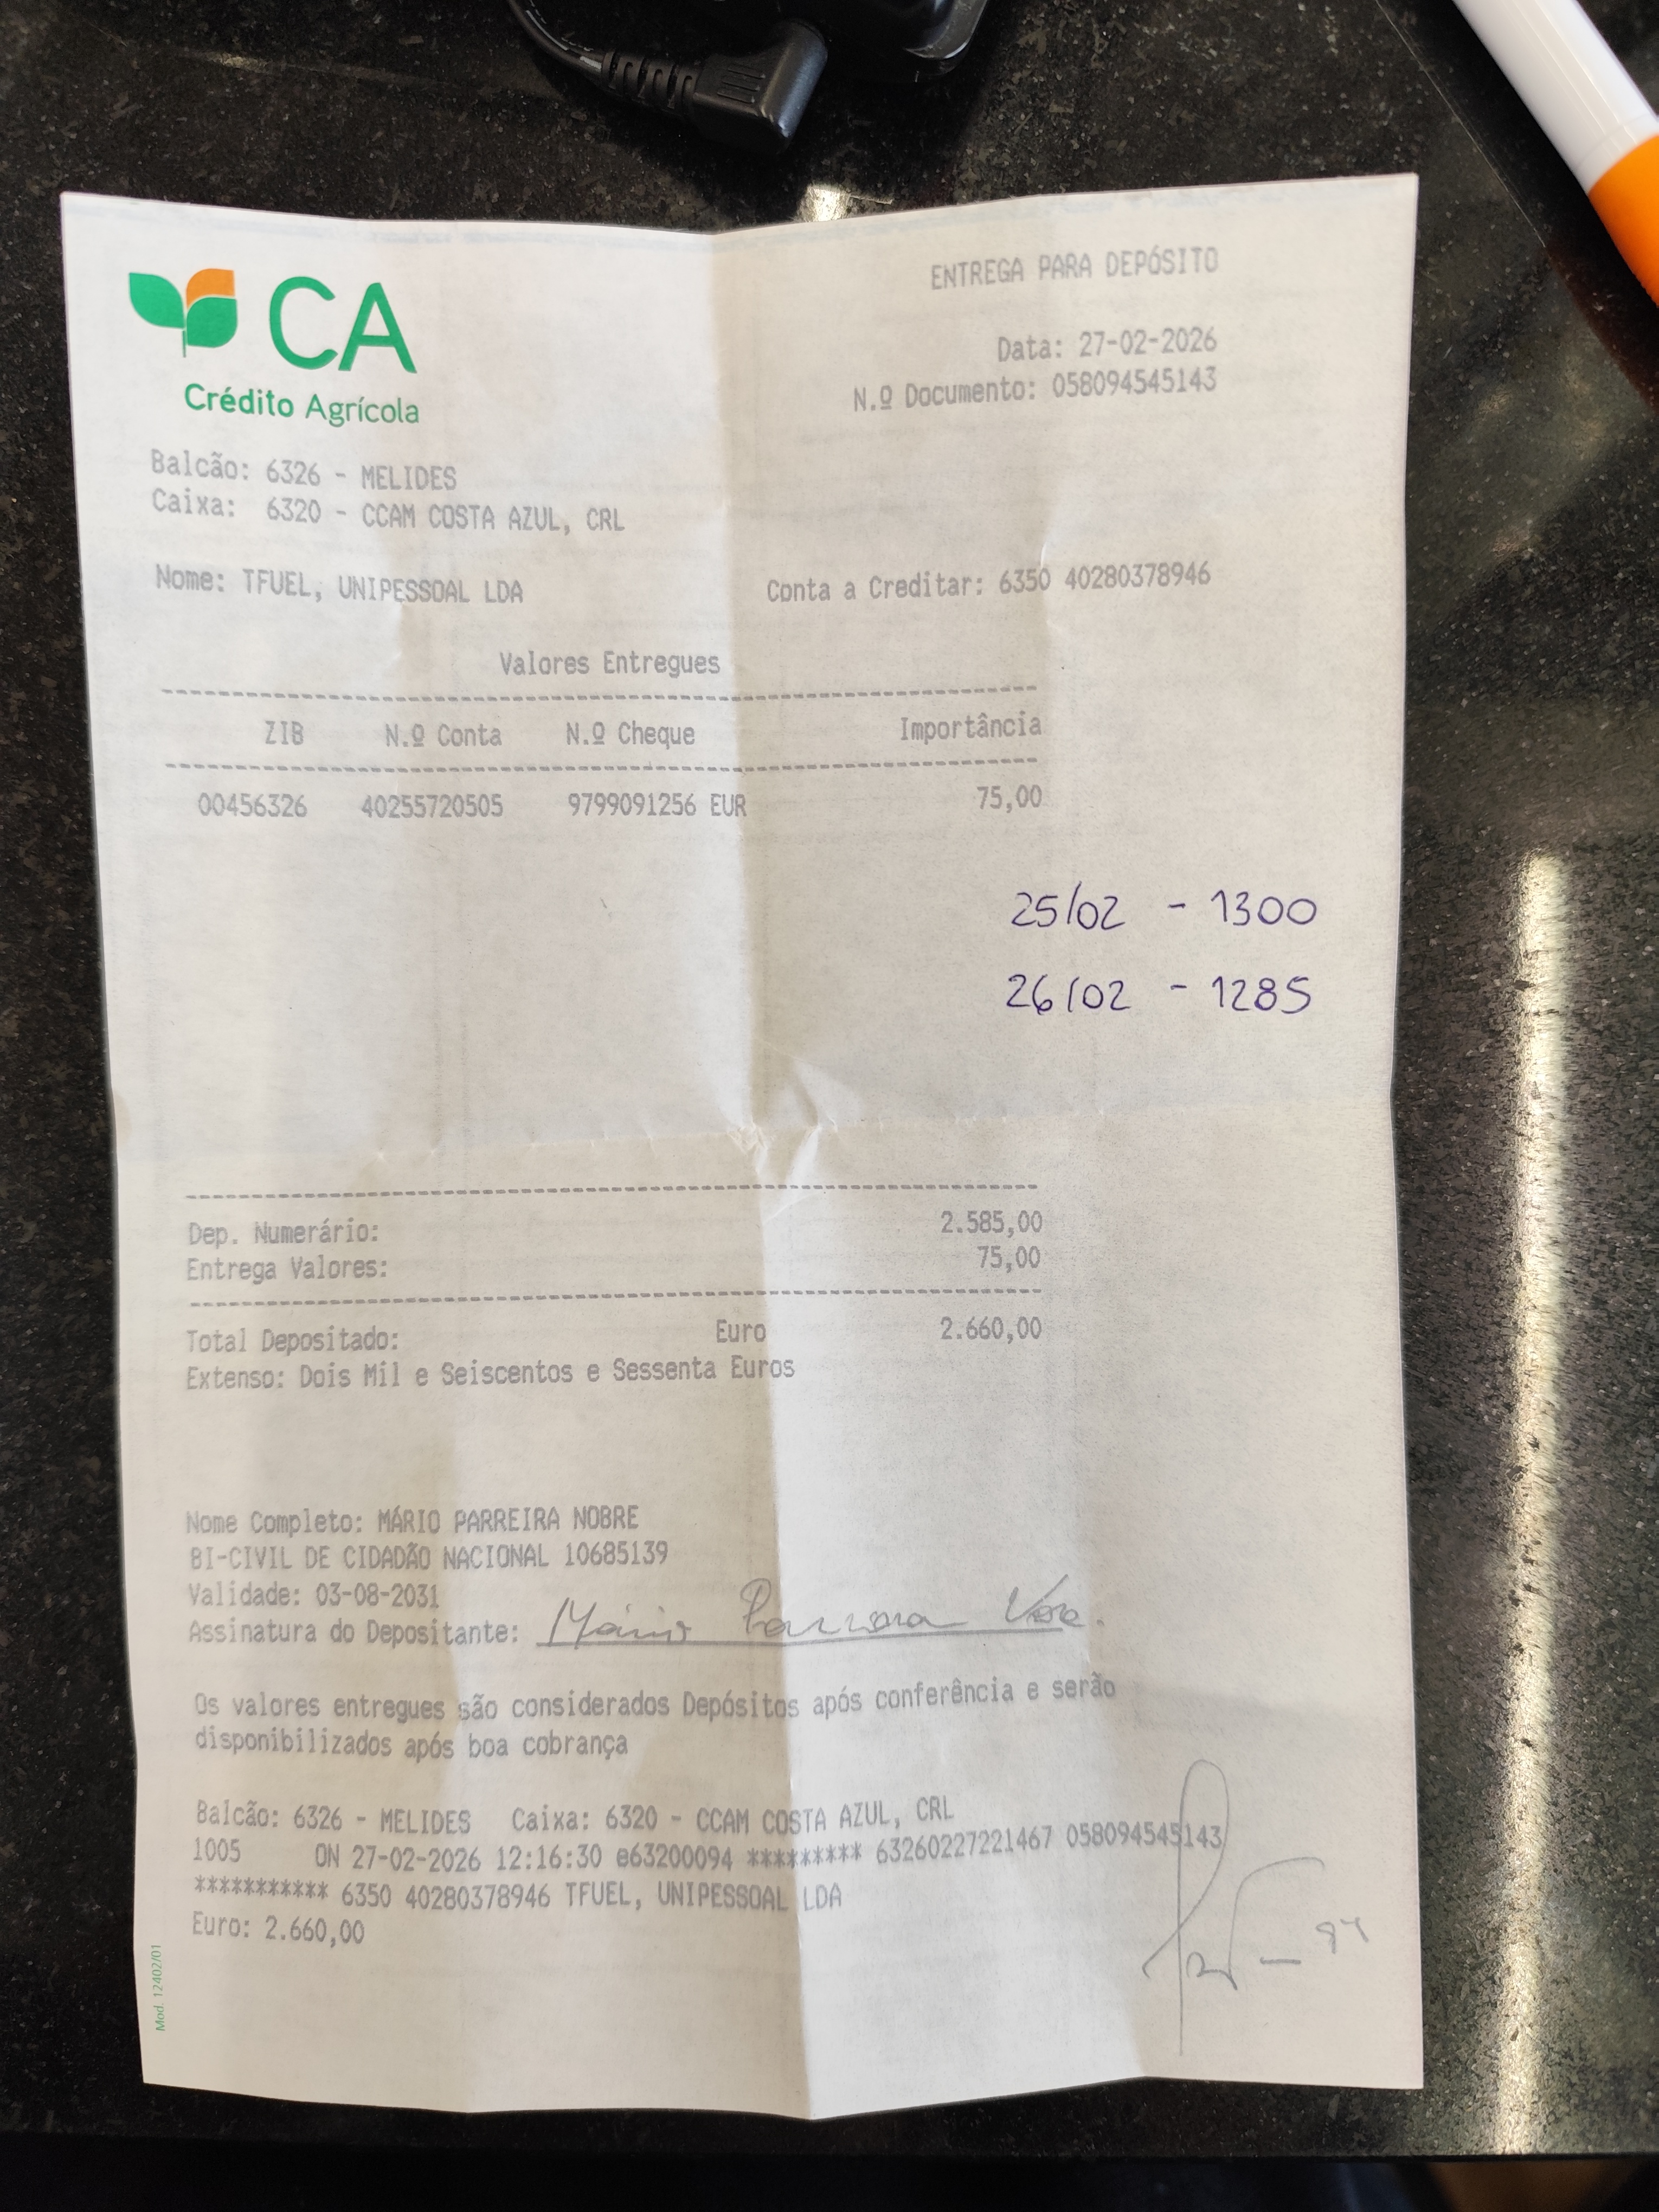 CA
Crédito Agrícola
ENTREGA PARA DEPÓSITO
Data: 27-02-2026
N.º Documento: 058094545143
Balcão: 6326 - MELIDES
Caixa: 6320 - CCAM COSTA AZUL, CRL
Nome: TFUEL, UNIPESSOAL LDA Conta a Creditar: 6350 40280378946
Valores Entregues
ZIB N.º Conta N.º Cheque Importância
00456326 40255720505 9799091256 EUR 75,00
25/02 - 1300
26/02 - 1285
Dep. Numerário: 2.585,00
Entrega Valores: 75,00
Total Depositado: Euro 2.660,00
Extenso: Dois Mil e Seiscentos e Sessenta Euros
Nome Completo: MÁRIO PARREIRA NOBRE
BI-CIVIL DE CIDADÃO NACIONAL 10685139
Validade: 03-08-2031
Assinatura do Depositante: Mário Parreira
Os valores entregues são considerados Depósitos após conferência e serão
disponibilizados após boa cobrança
Balcão: 6326 - MELIDES Caixa: 6320 - CCAM COSTA AZUL, CRL
1005 ON 27-02-2026 12:16:30 e63200094 ********* 63260227221467 058094545143
*********** 6350 40280378946 TFUEL, UNIPESSOAL LDA
Euro: 2.660,00
Mod. 12402/01